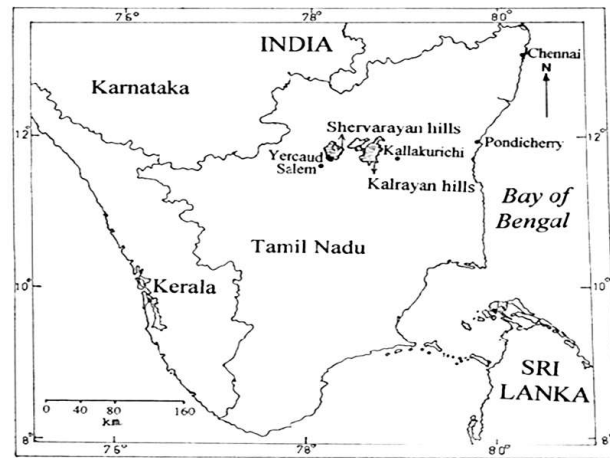 76° 78° 80°
INDIA
Chennai
N
Karnataka
12° 12°
Shervarayan hills
Pondicherry
Yercaud Kallakurichi
Salem
Kalrayan hills
Bay of
Bengal
Tamil Nadu
10° Kerala 10°
SRI
LANKA
0 40 80 160
km.
8° 8°
76° 78° 80°